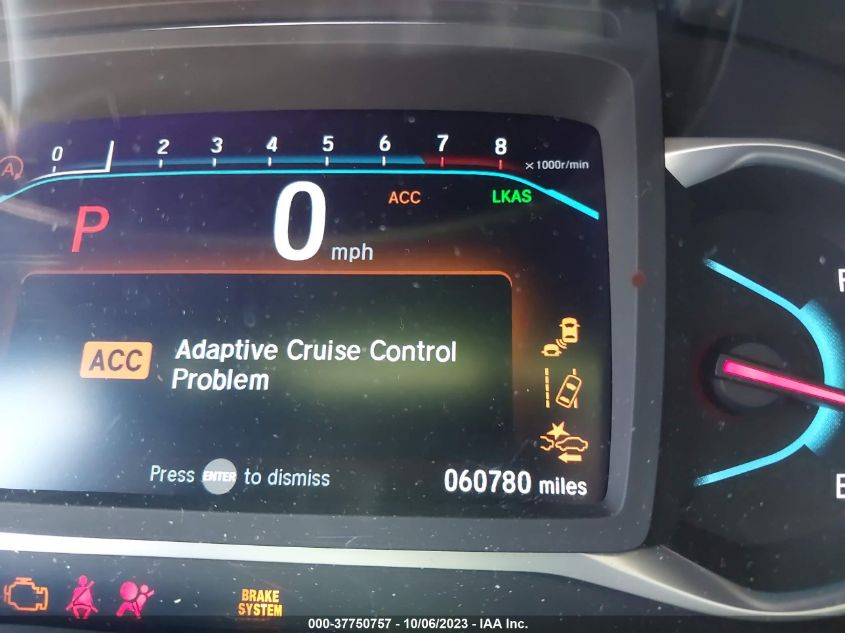 0 2 3 4 5 6 7 8 x 1000r/min
A
P 0 mph ACC LKAS
ACC Adaptive Cruise Control
Problem
Press ENTER to dismiss 060780 miles
BRAKE
SYSTEM
000-37750757 - 10/06/2023 - IAA Inc.